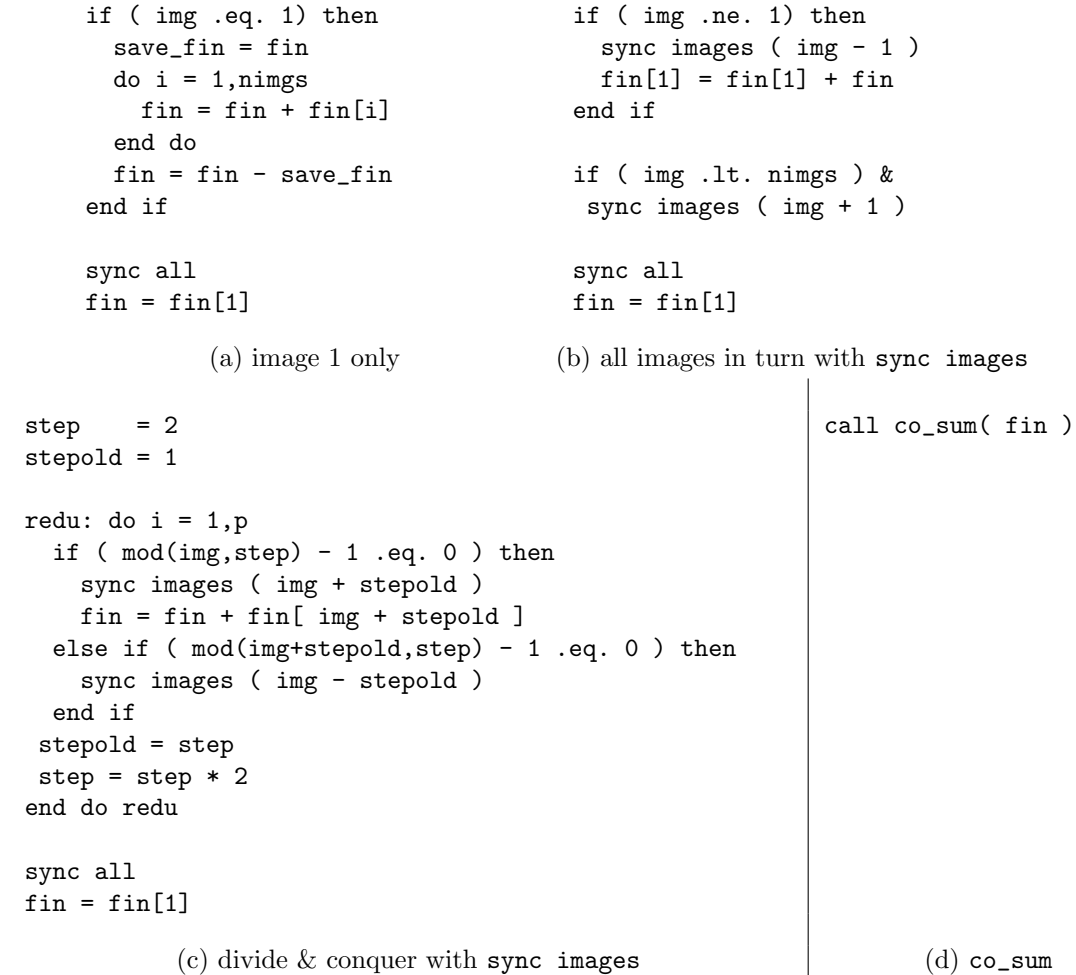 if ( img .eq. 1) then
  save_fin = fin
  do i = 1,nimgs
    fin = fin + fin[i]
  end do
  fin = fin - save_fin
end if

sync all
fin = fin[1]
(a) image 1 only
if ( img .ne. 1) then
  sync images ( img - 1 )
  fin[1] = fin[1] + fin
end if

if ( img .lt. nimgs ) &
 sync images ( img + 1 )

sync all
fin = fin[1]
(b) all images in turn with sync images
step    = 2
stepold = 1

redu: do i = 1,p
  if ( mod(img,step) - 1 .eq. 0 ) then
    sync images ( img + stepold )
    fin = fin + fin[ img + stepold ]
  else if ( mod(img+stepold,step) - 1 .eq. 0 ) then
    sync images ( img - stepold )
  end if
 stepold = step
 step = step * 2
end do redu

sync all
fin = fin[1]
(c) divide & conquer with sync images
call co_sum( fin )
(d) co_sum